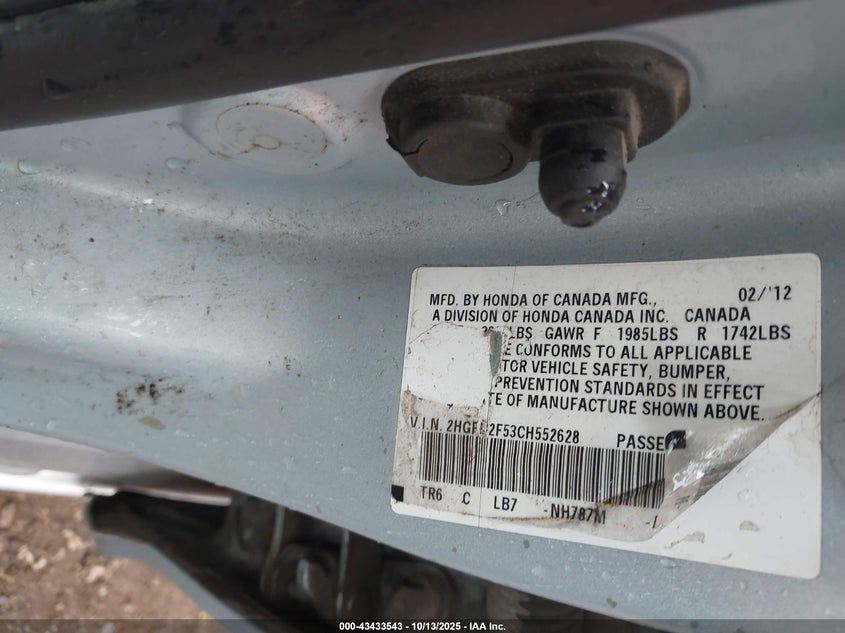 MFD. BY HONDA OF CANADA MFG., 02/'12
A DIVISION OF HONDA CANADA INC. CANADA
LBS GAWR F 1985LBS R 1742LBS
E CONFORMS TO ALL APPLICABLE
TOR VEHICLE SAFETY, BUMPER,
PREVENTION STANDARDS IN EFFECT
TE OF MANUFACTURE SHOWN ABOVE.
V.I.N. 2HGFB2F53CH552628 PASSE
TR6 C LB7 -NH787M -
000-43433543 - 10/13/2025 - IAA Inc.